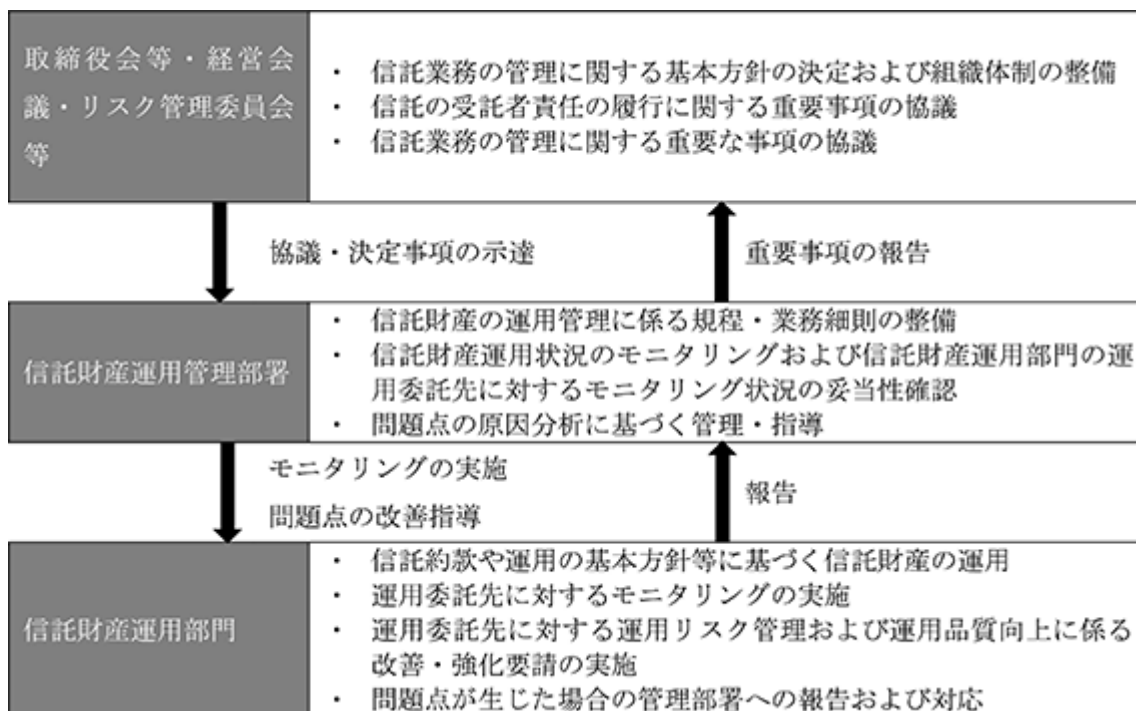 取締役会等・経営会
議・リスク管理委員会
等
・ 信託業務の管理に関する基本方針の決定および組織体制の整備
・ 信託の受託者責任の履行に関する重要事項の協議
・ 信託業務の管理に関する重要な事項の協議
協議・決定事項の示達
重要事項の報告
信託財産運用管理部署
・ 信託財産の運用管理に係る規程・業務細則の整備
・ 信託財産運用状況のモニタリングおよび信託財産運用部門の運
用委託先に対するモニタリング状況の妥当性確認
・ 問題点の原因分析に基づく管理・指導
モニタリングの実施
問題点の改善指導
報告
信託財産運用部門
・ 信託約款や運用の基本方針等に基づく信託財産の運用
・ 運用委託先に対するモニタリングの実施
・ 運用委託先に対する運用リスク管理および運用品質向上に係る
改善・強化要請の実施
・ 問題点が生じた場合の管理部署への報告および対応